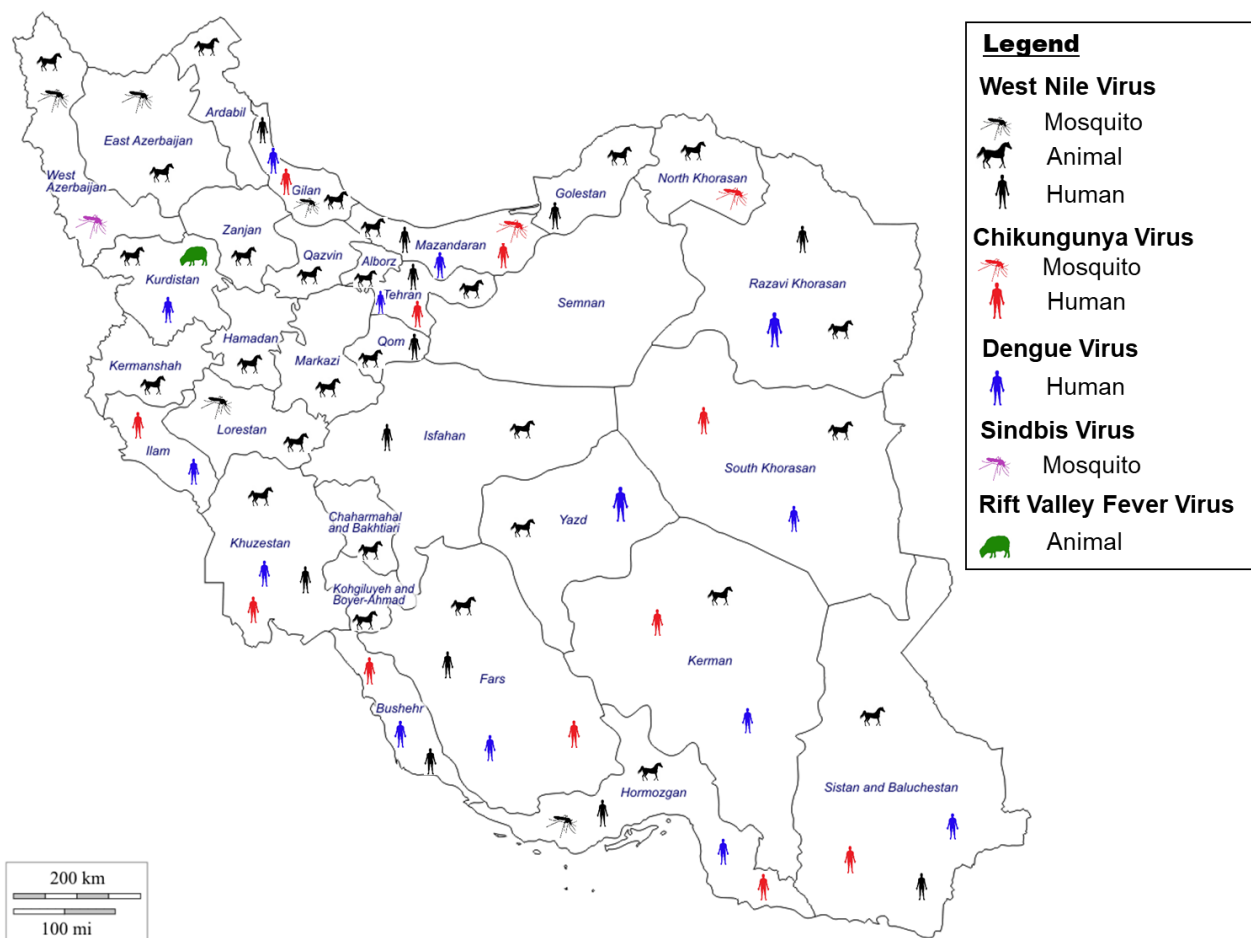 Legend
West Nile Virus
Mosquito
Animal
Human
Chikungunya Virus
Mosquito
Human
Dengue Virus
Human
Sindbis Virus
Mosquito
Rift Valley Fever Virus
Animal
Ardabil
East Azerbaijan
West
Azerbaijan
Gilan
Golestan
North Khorasan
Zanjan
Qazvin
Alborz
Mazandaran
Kurdistan
Tehran
Semnan
Razavi Khorasan
Hamadan
Markazi
Qom
Kermanshah
Lorestan
Isfahan
Ilam
South Khorasan
Chaharmahal
and Bakhtiari
Yazd
Khuzestan
Kohgiluyeh and
Boyer-Ahmad
Kerman
Fars
Bushehr
Hormozgan
Sistan and Baluchestan
200 km
100 mi